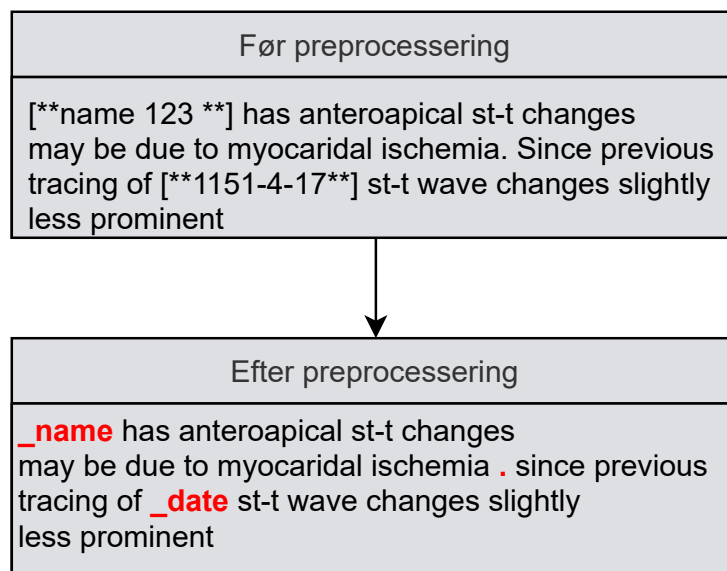 Før preprocessering
[**name 123 **] has anteroapical st-t changes
may be due to myocaridal ischemia. Since previous
tracing of [**1151-4-17**] st-t wave changes slightly
less prominent
Efter preprocessering
_name has anteroapical st-t changes
may be due to myocaridal ischemia . since previous
tracing of _date st-t wave changes slightly
less prominent